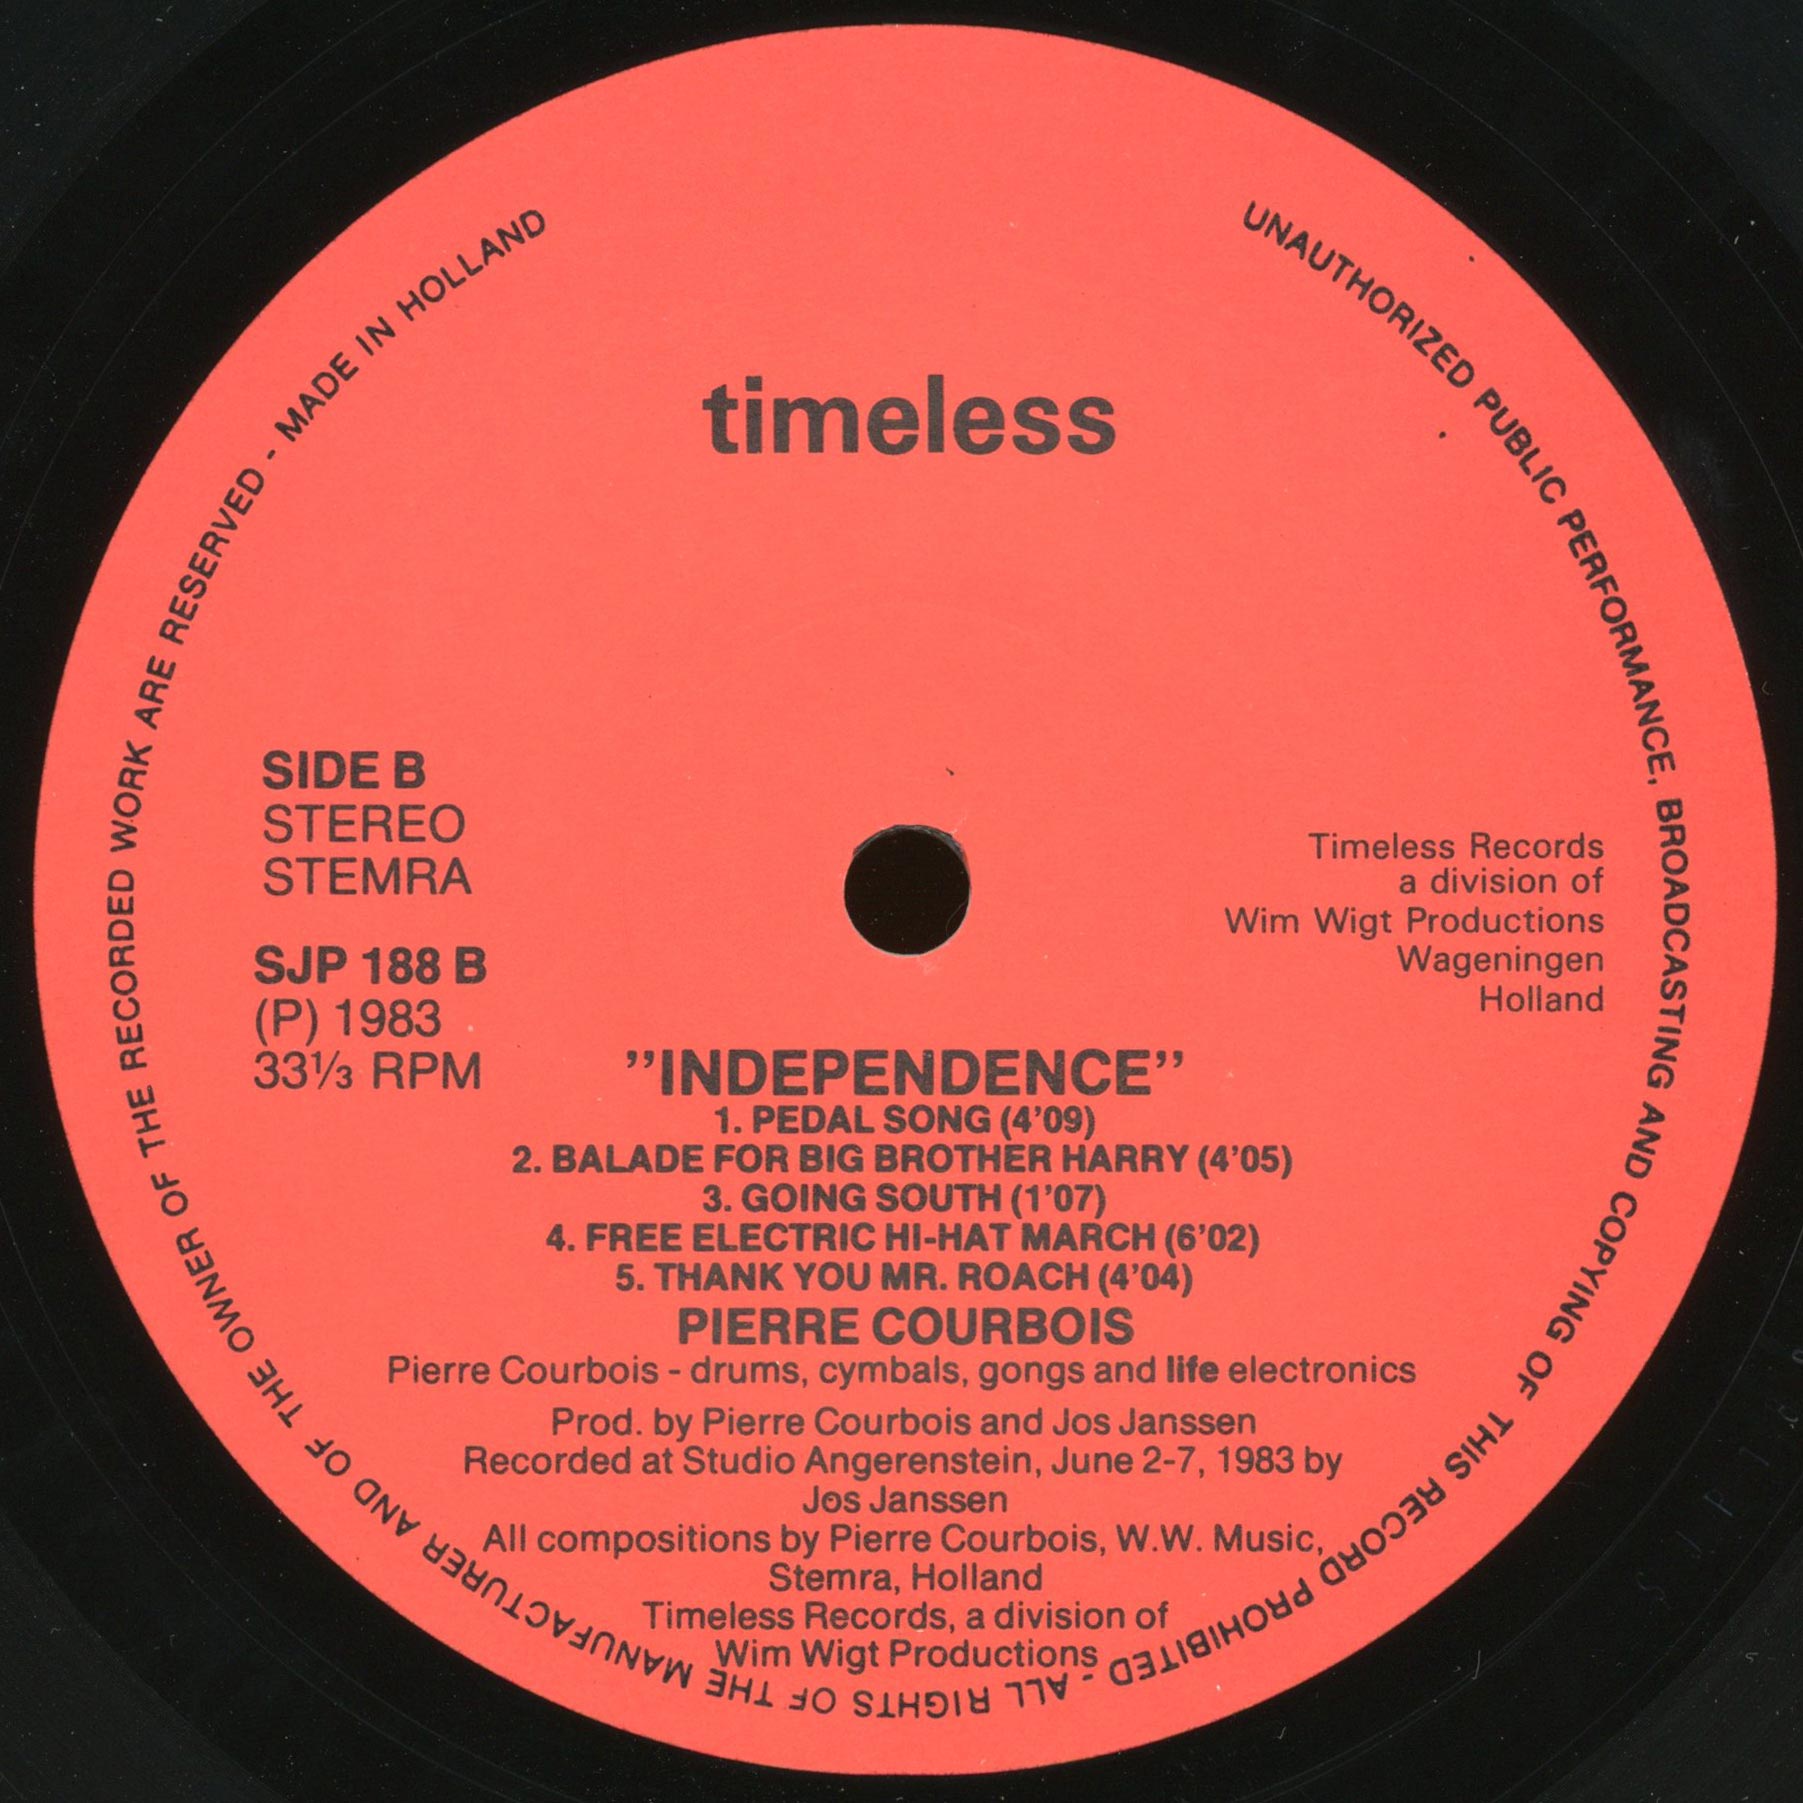 timeless
UNAUTHORIZED PUBLIC PERFORMANCE, BROADCASTING AND COPYING OF THIS RECORD PROHIBITED - ALL RIGHTS OF THE MANUFACTURER AND OF THE OWNER OF THE RECORDED WORK ARE RESERVED - MADE IN HOLLAND
SIDE B
STEREO
STEMRA
SJP 188 B
(P) 1983
33⅓ RPM
Timeless Records
a division of
Wim Wigt Productions
Wageningen
Holland
"INDEPENDENCE"
1. PEDAL SONG (4'09)
2. BALADE FOR BIG BROTHER HARRY (4'05)
3. GOING SOUTH (1'07)
4. FREE ELECTRIC HI-HAT MARCH (6'02)
5. THANK YOU MR. ROACH (4'04)
PIERRE COURBOIS
Pierre Courbois - drums, cymbals, gongs and life electronics
Prod. by Pierre Courbois and Jos Janssen
Recorded at Studio Angerenstein, June 2-7, 1983 by
Jos Janssen
All compositions by Pierre Courbois, W.W. Music,
Stemra, Holland
Timeless Records, a division of
Wim Wigt Productions